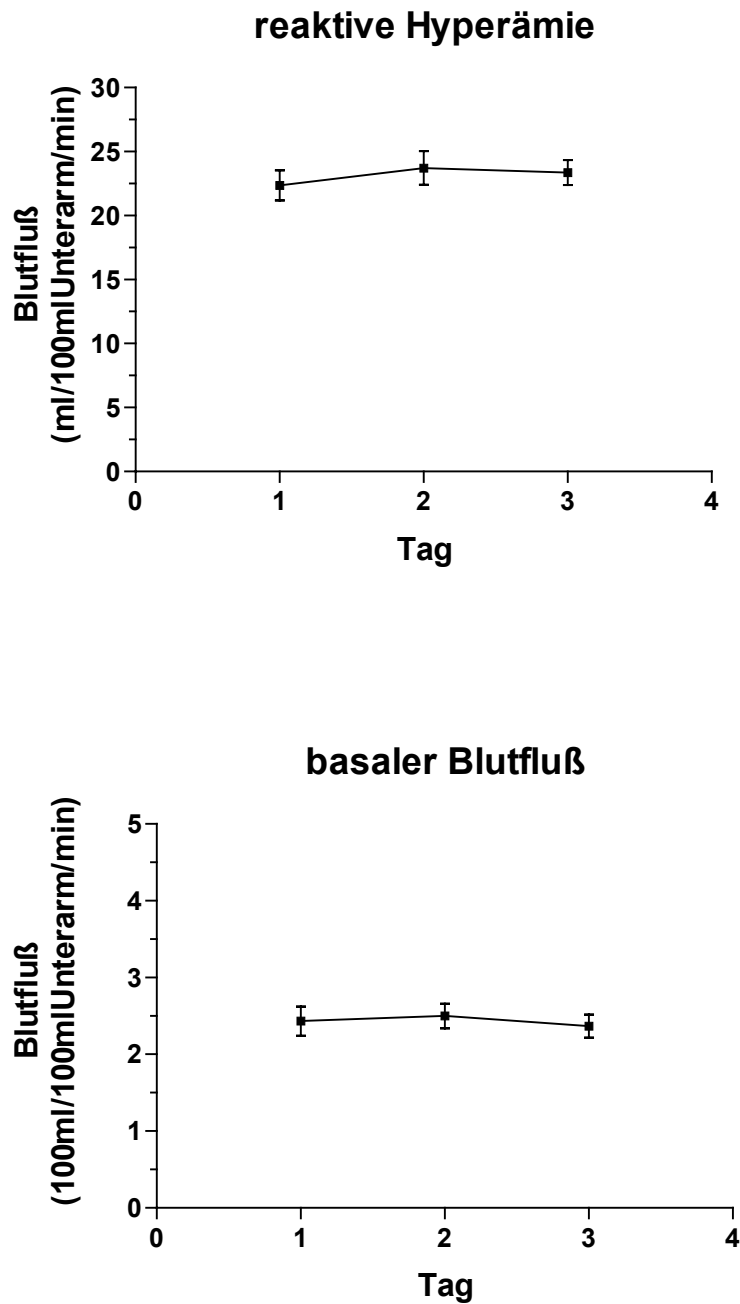 reaktive Hyperämie
30
25
20
15
10
5
0
Blutfluß
(ml/100mlUnterarm/min)
0 1 2 3 4
Tag
basaler Blutfluß
5
4
3
2
1
0
Blutfluß
(100ml/100mlUnterarm/min)
0 1 2 3 4
Tag